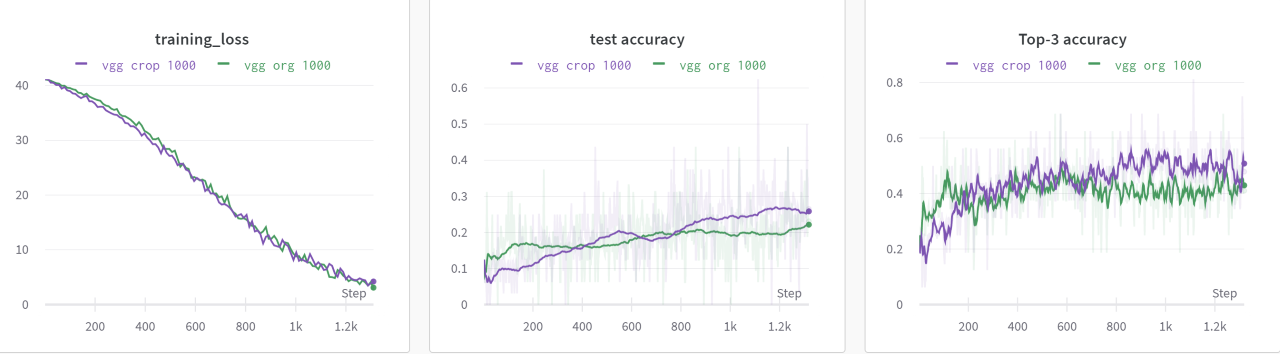 training_loss
vgg crop 1000 vgg org 1000
40
30
20
10
0
Step
200 400 600 800 1k 1.2k
test accuracy
vgg crop 1000 vgg org 1000
0.6
0.5
0.4
0.3
0.2
0.1
0
Step
200 400 600 800 1k 1.2k
Top-3 accuracy
vgg crop 1000 vgg org 1000
0.8
0.6
0.4
0.2
0
Step
200 400 600 800 1k 1.2k